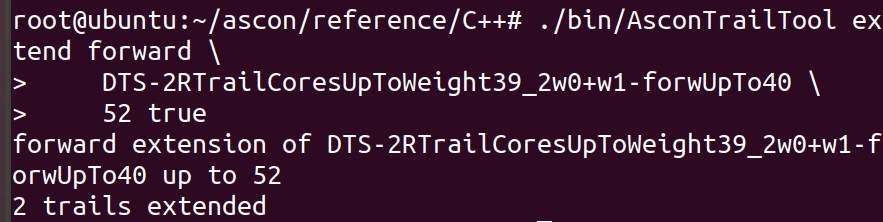 root@ubuntu:~/ascon/reference/C++# ./bin/AsconTrailTool ex
tend forward \
>     DTS-2RTrailCoresUpToWeight39_2w0+w1-forwUpTo40 \
>     52 true
forward extension of DTS-2RTrailCoresUpToWeight39_2w0+w1-f
orwUpTo40 up to 52
2 trails extended